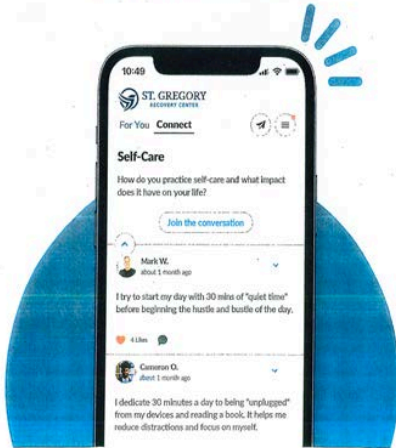 10:49
ST. GREGORY
RECOVERY CENTER
For You Connect
Self-Care
How do you practice self-care and what impact
does it have on your life?
Join the conversation
Mark W.
about 1 month ago
I try to start my day with 30 mins of "quiet time"
before beginning the hustle and bustle of the day.
4 Likes
Cameron O.
about 1 month ago
I dedicate 30 minutes a day to being "unplugged"
from my devices and reading a book. It helps me
reduce distractions and focus on myself.